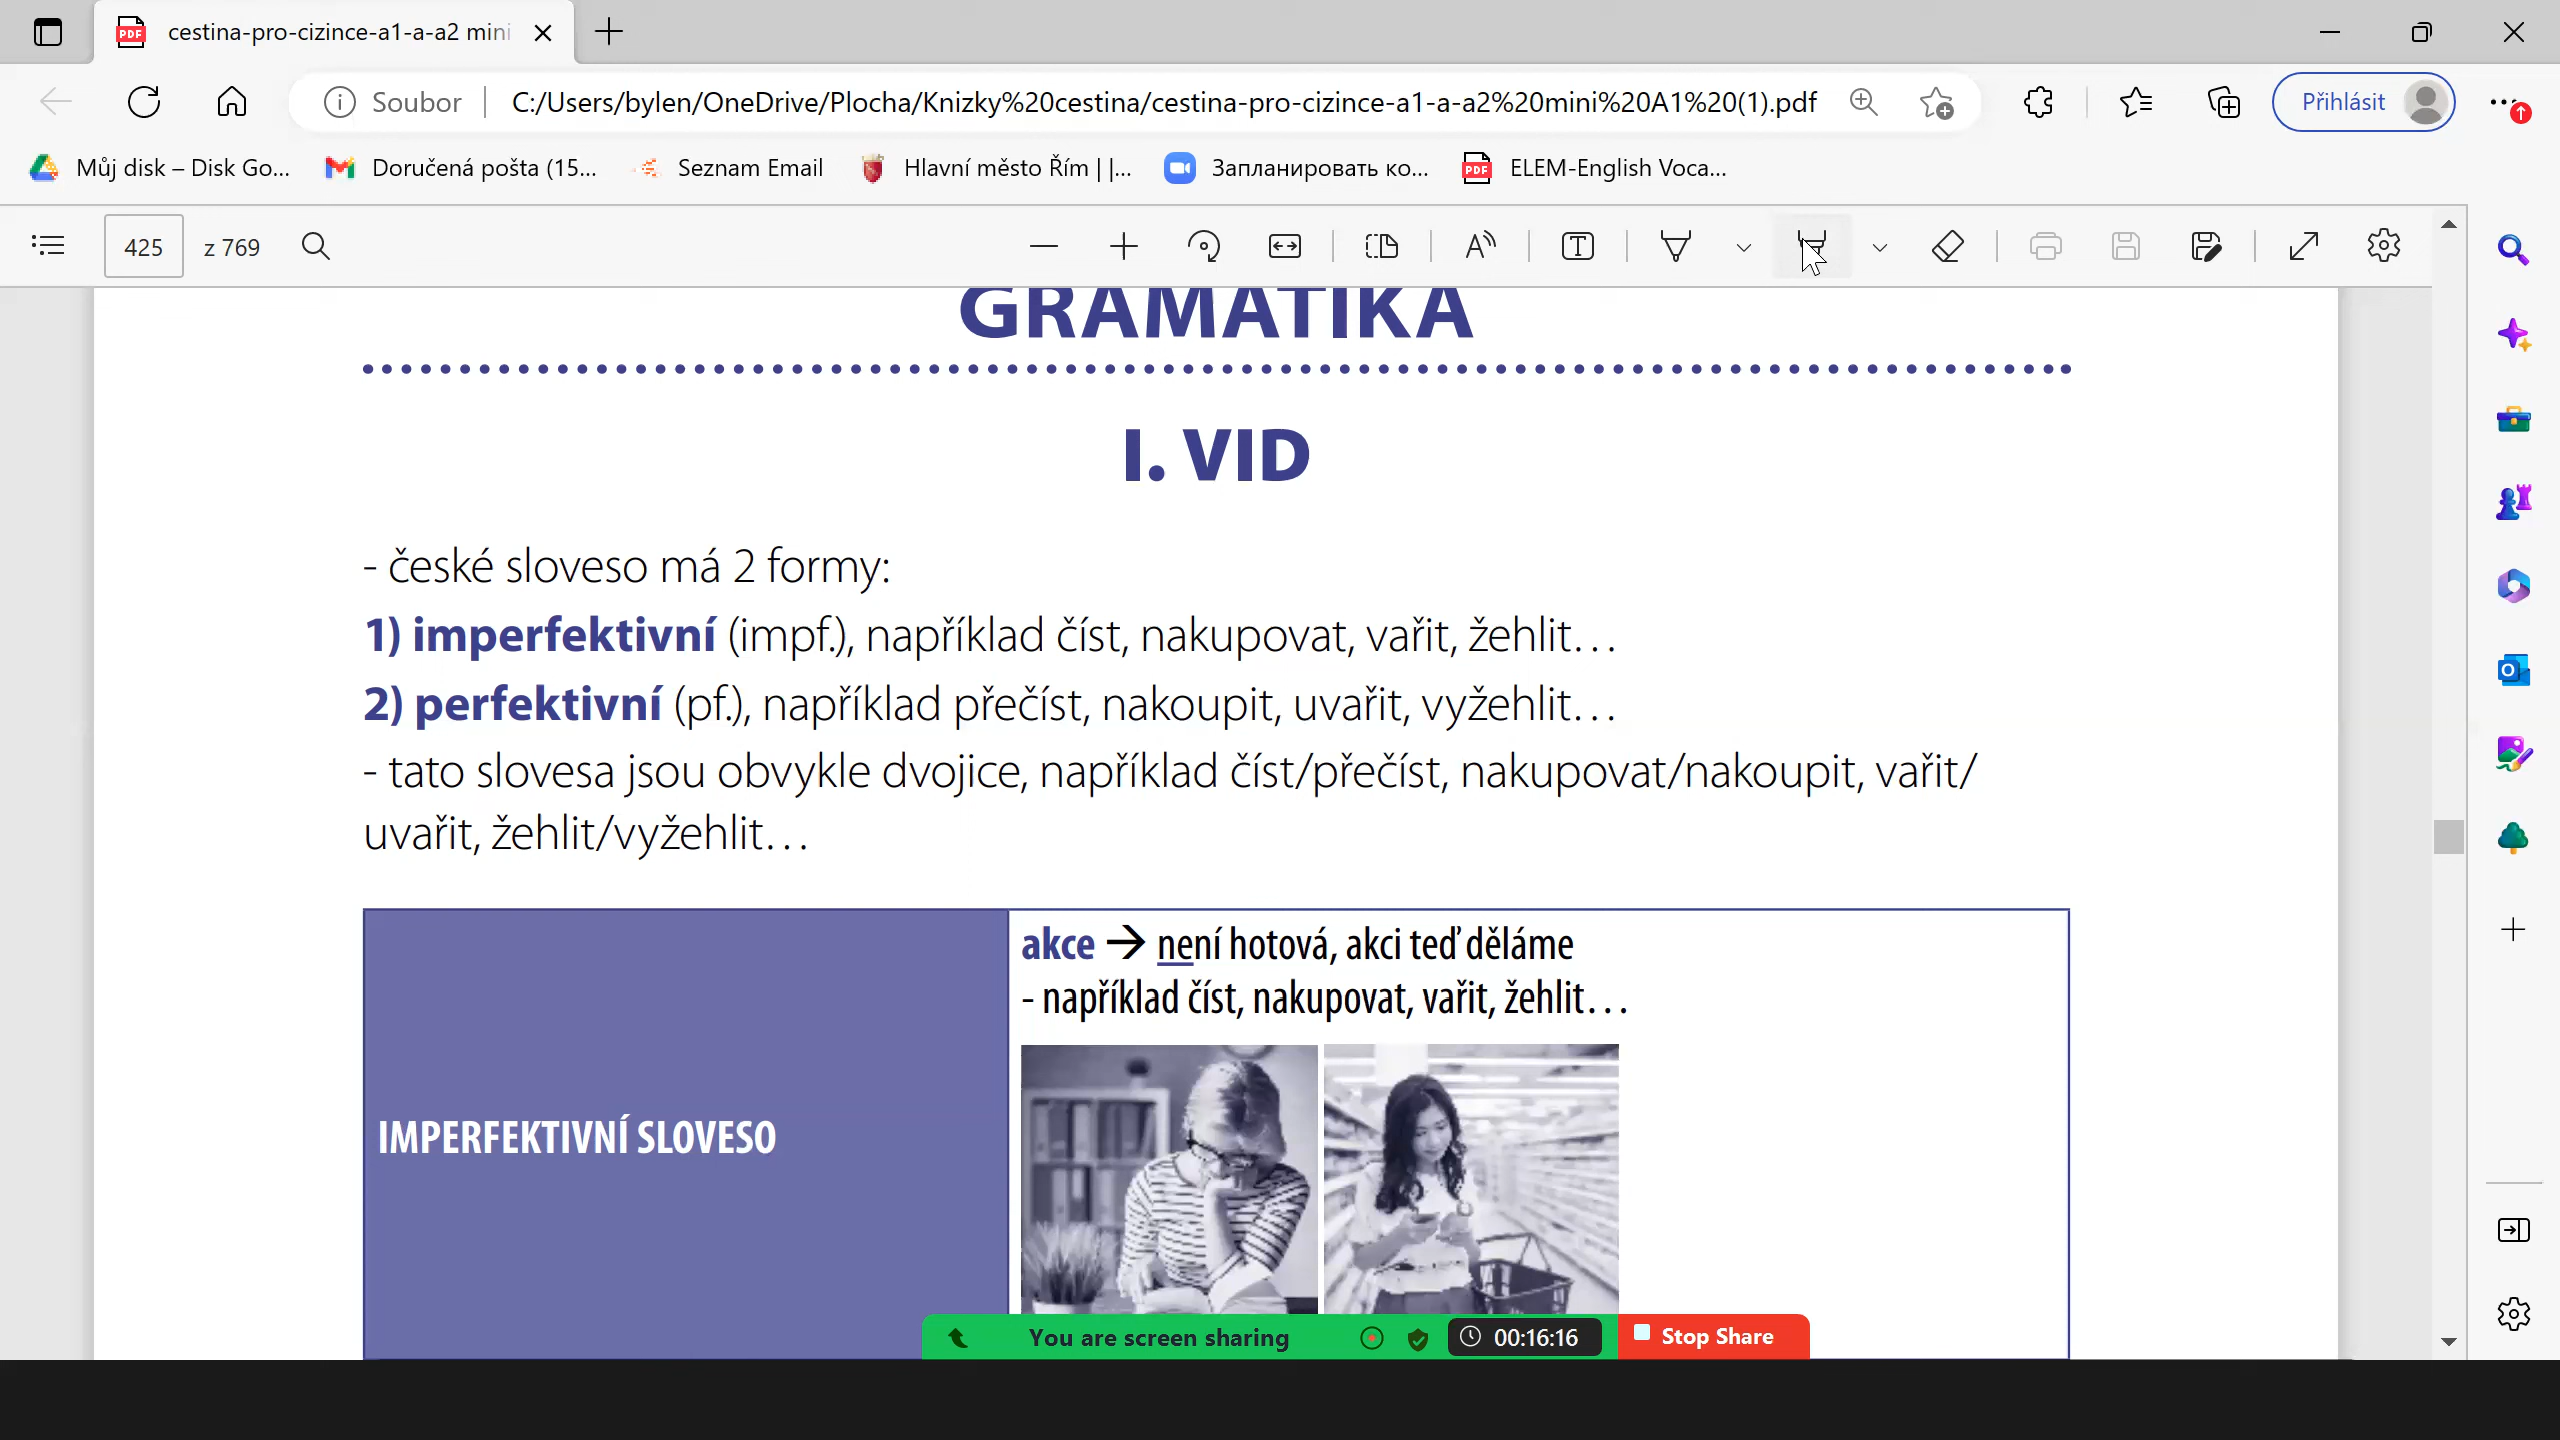 cestina-pro-cizince-a1-a-a2 mini
Soubor
C:/Users/bylen/OneDrive/Plocha/Knizky%20cestina/cestina-pro-cizince-a1-a-a2%20mini%20A1%20(1).pdf
Přihlásit
Můj disk – Disk Go...
Doručená pošta (15...
Seznam Email
Hlavní město Řím | |...
Запланировать ко...
ELEM-English Voca...
425 z 769
GRAMATIKA
I. VID
- české sloveso má 2 formy:
1) imperfektivní (impf.), například číst, nakupovat, vařit, žehlit…
2) perfektivní (pf.), například přečíst, nakoupit, uvařit, vyžehlit…
- tato slovesa jsou obvykle dvojice, například číst/přečíst, nakupovat/nakoupit, vařit/
uvařit, žehlit/vyžehlit…
akce → není hotová, akci teď děláme
- například číst, nakupovat, vařit, žehlit…
IMPERFEKTIVNÍ SLOVESO
You are screen sharing
00:16:16
Stop Share